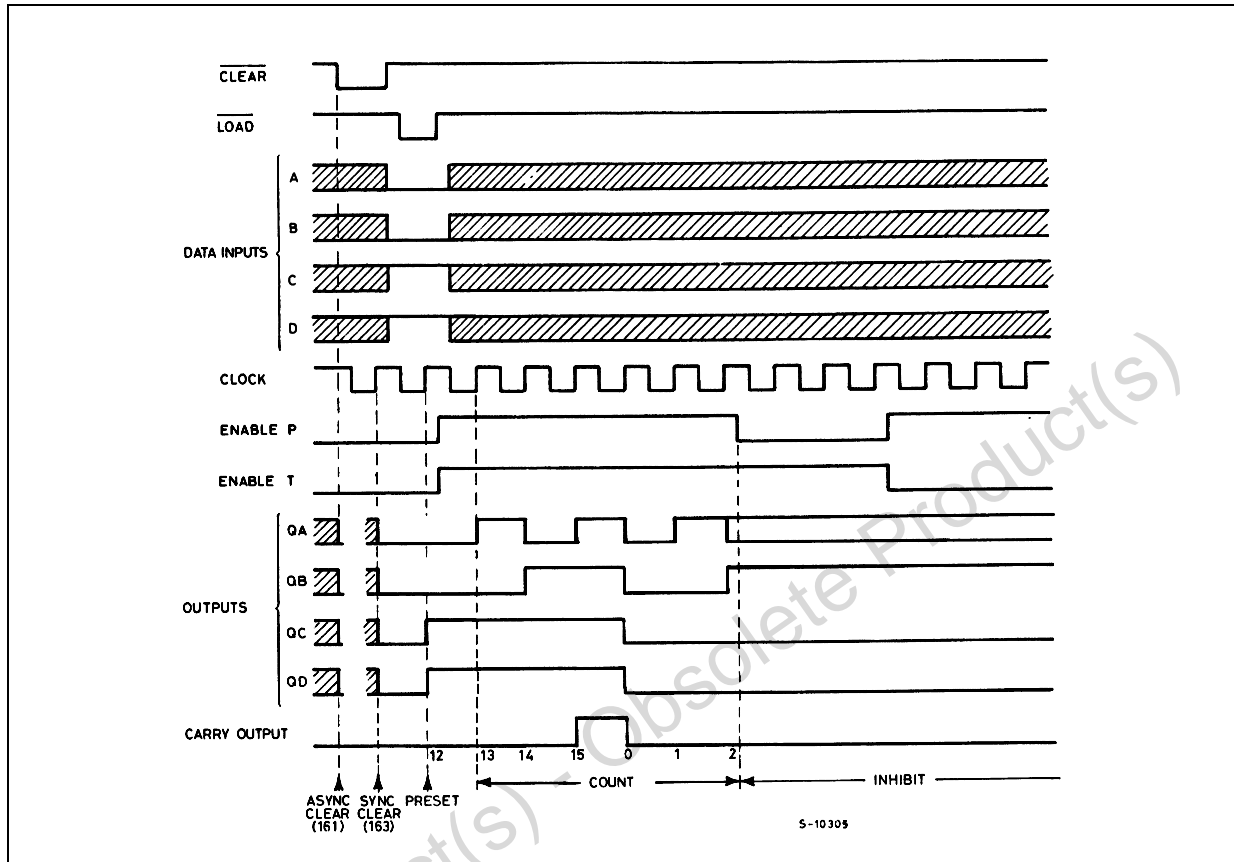 CLEAR
LOAD
A
B
DATA INPUTS
C
D
CLOCK
ENABLE P
ENABLE T
QA
QB
OUTPUTS
QC
QD
CARRY OUTPUT
12 13 14 15 0 1 2
COUNT INHIBIT
ASYNC CLEAR (161)
SYNC CLEAR (163)
PRESET
S-10305
ct(s) - Obsolete Product(s)